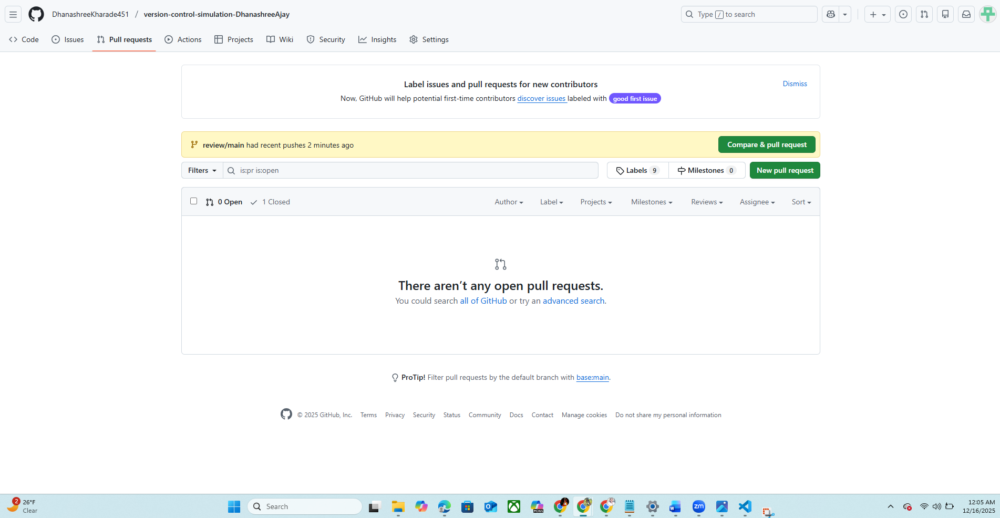 DhanashreeKharade451 / version-control-simulation-DhanashreeAjay
Type / to search
Code Issues Pull requests Actions Projects Wiki Security Insights Settings
Label issues and pull requests for new contributors
Dismiss
Now, GitHub will help potential first-time contributors discover issues labeled with good first issue
review/main had recent pushes 2 minutes ago
Compare & pull request
Filters is:pr is:open Labels 9 Milestones 0 New pull request
0 Open 1 Closed Author Label Projects Milestones Reviews Assignee Sort
There aren’t any open pull requests.
You could search all of GitHub or try an advanced search.
ProTip! Filter pull requests by the default branch with base:main.
© 2025 GitHub, Inc. Terms Privacy Security Status Community Docs Contact Manage cookies Do not share my personal information
2
26°F
Clear
Search
M365
zm
12:05 AM
12/16/2025